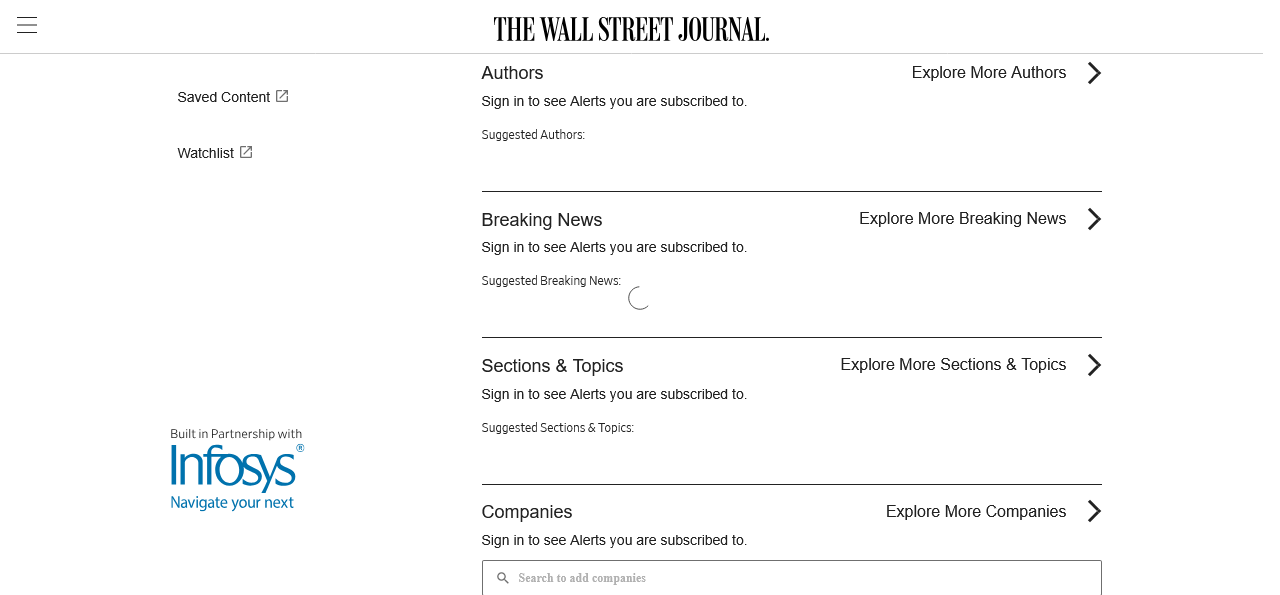 THE WALL STREET JOURNAL.
Saved Content
Watchlist
Built in Partnership with
Infosys®
Navigate your next
Authors
Explore More Authors
Sign in to see Alerts you are subscribed to.
Suggested Authors:
Breaking News
Explore More Breaking News
Sign in to see Alerts you are subscribed to.
Suggested Breaking News:
Sections & Topics
Explore More Sections & Topics
Sign in to see Alerts you are subscribed to.
Suggested Sections & Topics:
Companies
Explore More Companies
Sign in to see Alerts you are subscribed to.
Search to add companies